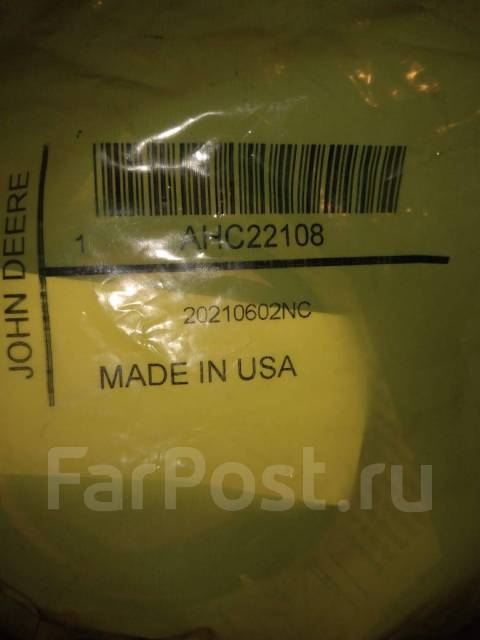 JOHN DEERE
1 AHC22108
20210602NC
MADE IN USA
FarPost.ru